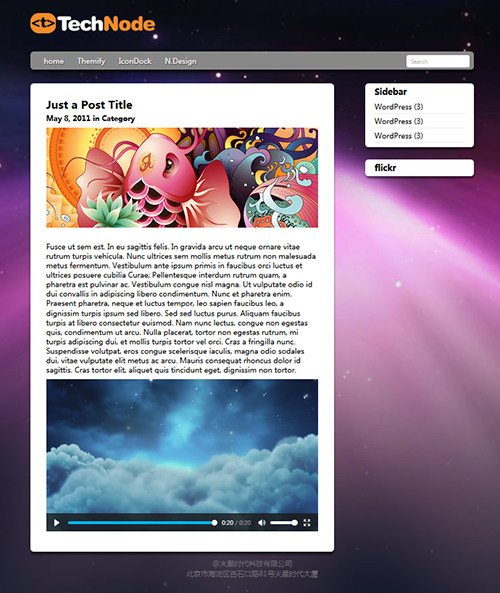 TechNode
home Themify IconDock N.Design Search
Just a Post Title
May 8, 2011 in Category
Fusce ut sem est. In eu sagittis felis. In gravida arcu ut neque ornare vitae
rutrum turpis vehicula. Nunc ultrices sem mollis metus rutrum non malesuada
metus fermentum. Vestibulum ante ipsum primis in faucibus orci luctus et
ultrices posuere cubilia Curae; Pellentesque interdum rutrum quam, a
pharetra est pulvinar ac. Vestibulum congue nisl magna. Ut vulputate odio id
dui convallis in adipiscing libero condimentum. Nunc et pharetra enim.
Praesent pharetra, neque et luctus tempor, leo sapien faucibus leo, a
dignissim turpis ipsum sed libero. Sed sed luctus purus. Aliquam faucibus
turpis at libero consectetur euismod. Nam nunc lectus, congue non egestas
quis, condimentum ut arcu. Nulla placerat, tortor non egestas rutrum, mi
turpis adipiscing dui, et mollis turpis tortor vel orci. Cras a fringilla nunc.
Suspendisse volutpat, eros congue scelerisque iaculis, magna odio sodales
dui, vitae vulputate elit metus ac arcu. Mauris consequat rhoncus dolor id
sagittis. Cras tortor elit, aliquet quis tincidunt eget, dignissim non tortor.
0:20 / 0:20
Sidebar
WordPress (3)
WordPress (3)
WordPress (3)
flickr
@火星时代科技有限公司
北京市海淀区杏石口路81号火星时代大厦